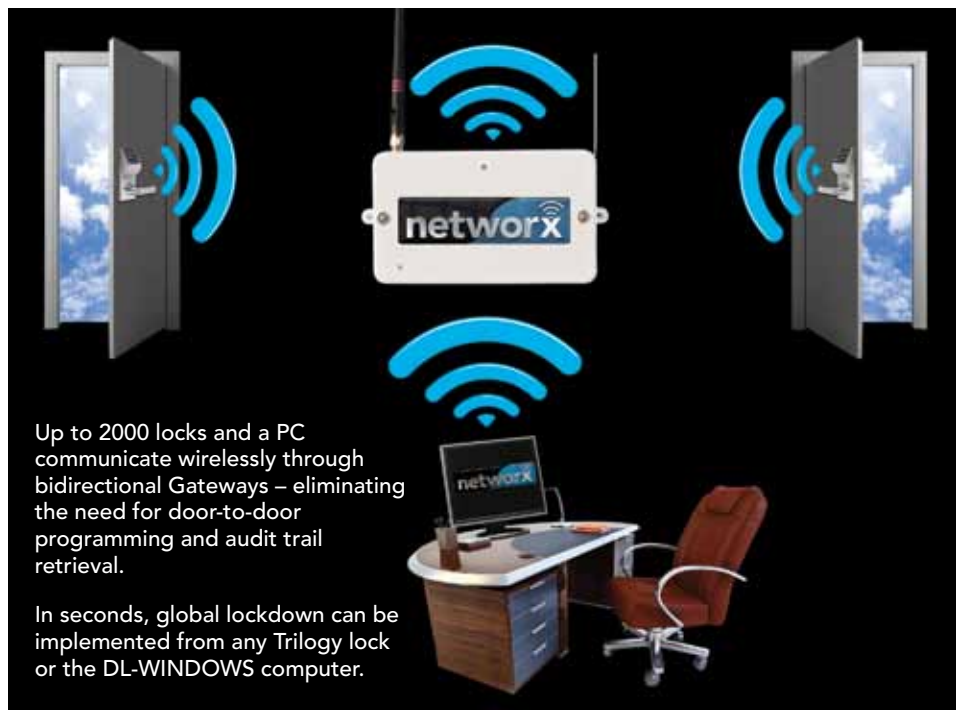 networx
networx
Up to 2000 locks and a PC
communicate wirelessly through
bidirectional Gateways – eliminating
the need for door-to-door
programming and audit trail
retrieval.
In seconds, global lockdown can be
implemented from any Trilogy lock
or the DL-WINDOWS computer.